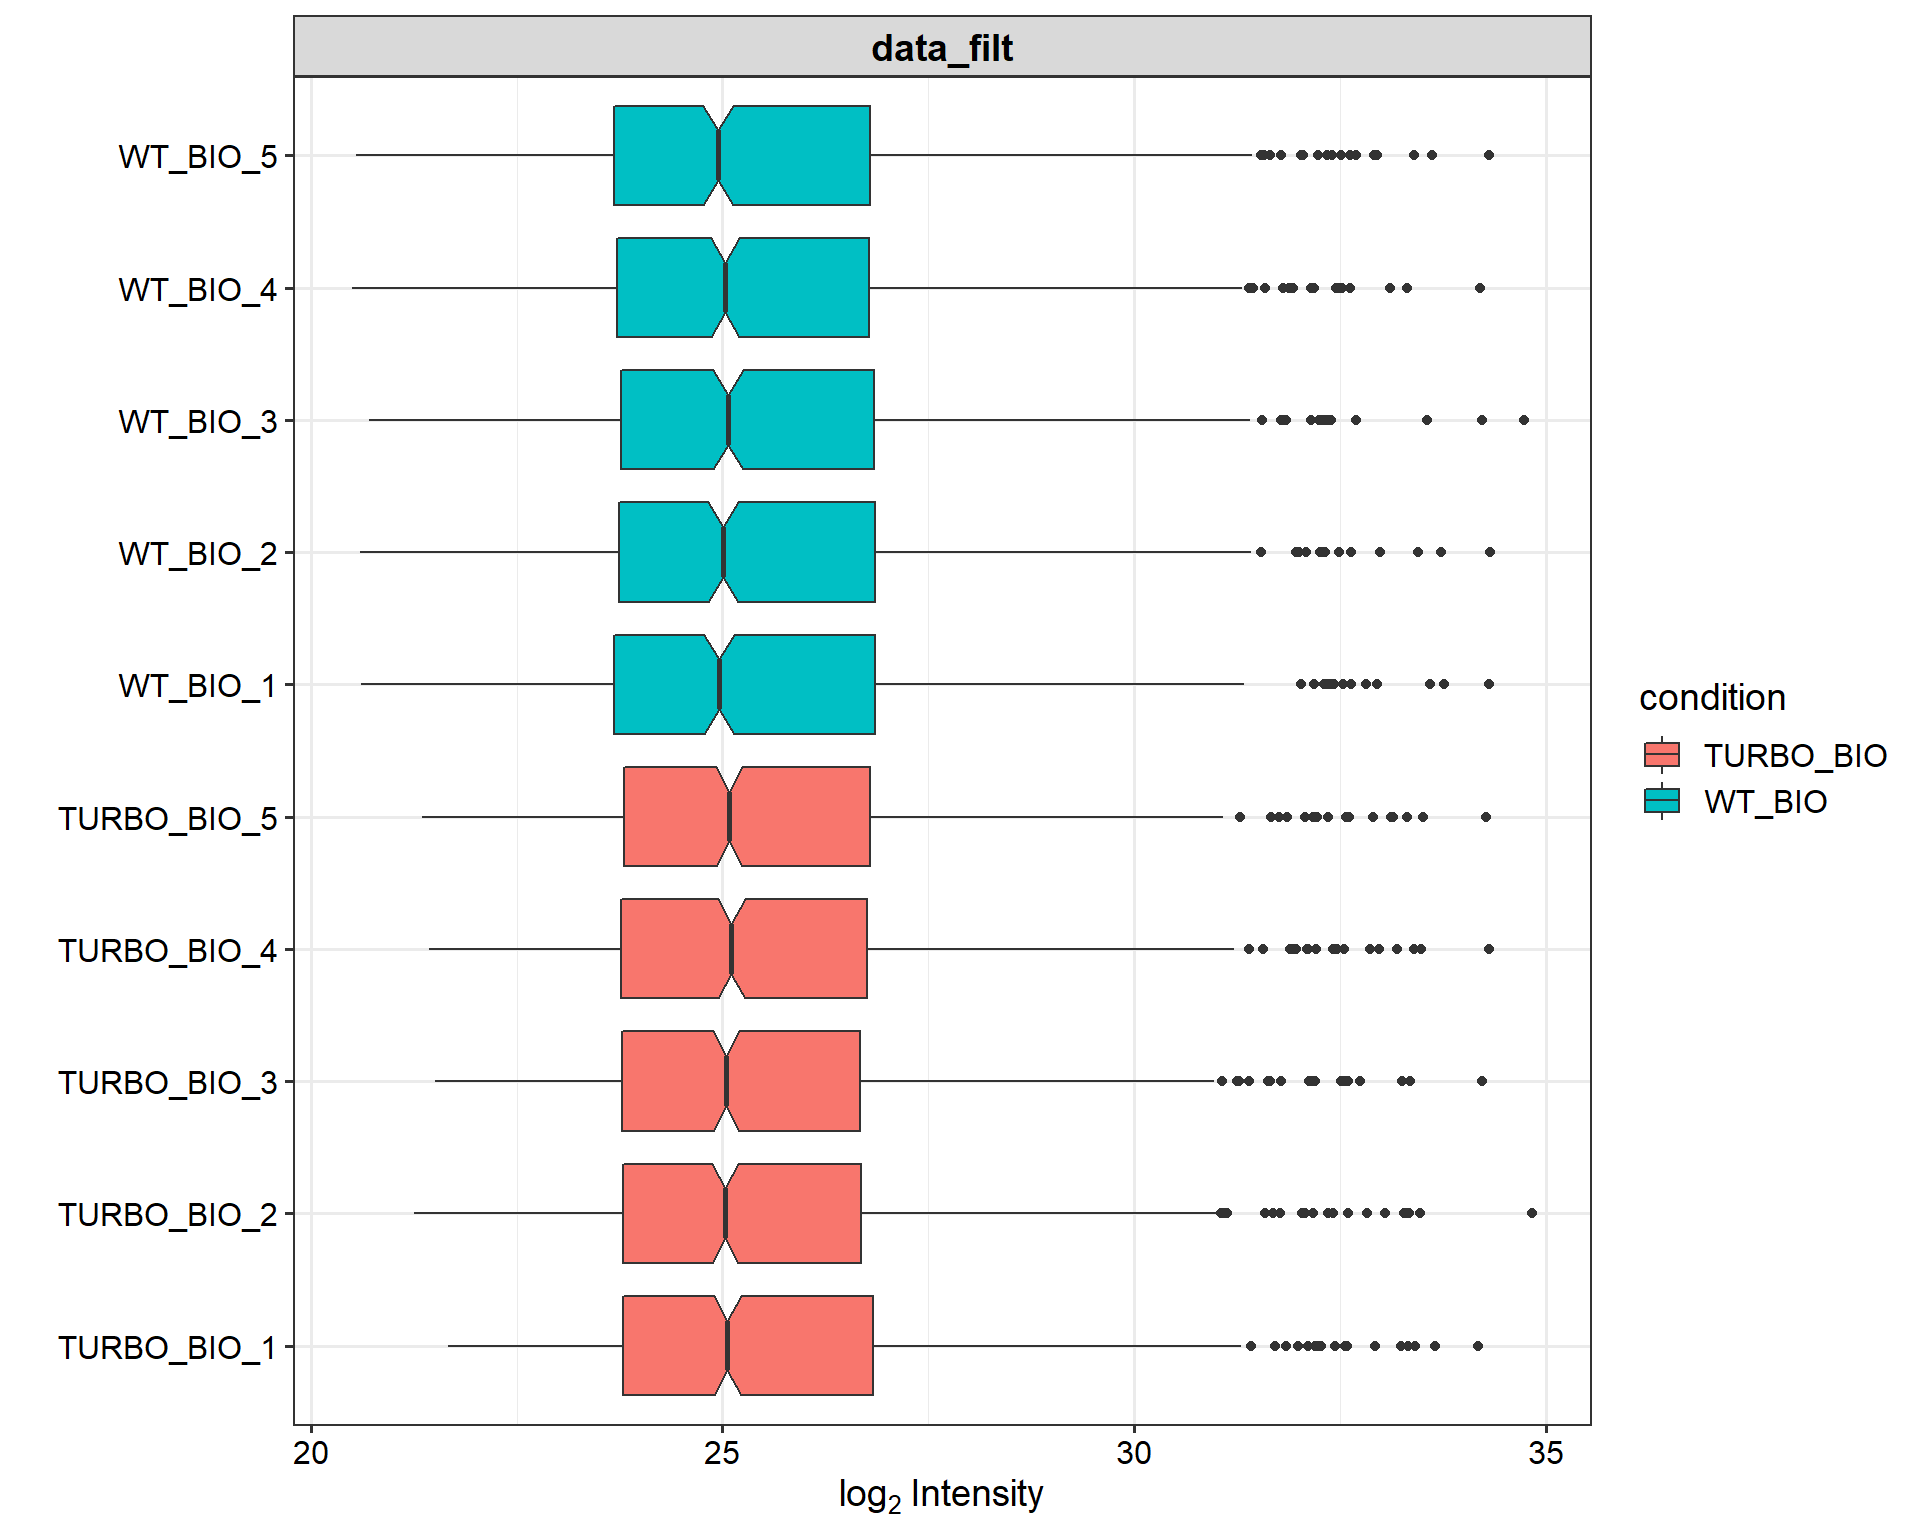 data_filt
WT_BIO_5
WT_BIO_4
WT_BIO_3
WT_BIO_2
WT_BIO_1
TURBO_BIO_5
TURBO_BIO_4
TURBO_BIO_3
TURBO_BIO_2
TURBO_BIO_1
20 25 30 35
log₂ Intensity
condition
TURBO_BIO
WT_BIO